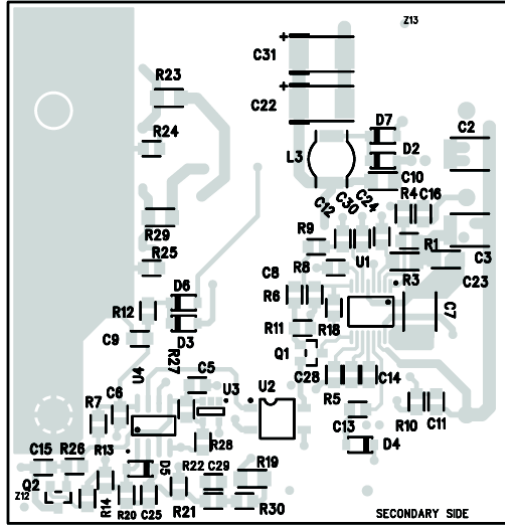 Z13
R23
C31
C22
D7
C2
R24
L3
D2
C10
R4 C16
C12
C30
C24
R29
R9
R1
R25
U1
C3
C8
R8
R3
C23
D6
R6
R12
R18
C7
D3
R11
C9
R27
Q1
U4
C5
C28
C14
C6
U3
U2
R7
R5
R10
C11
C13
R13
R28
D4
C15
R26
D5
R22
C29
R19
Q2
Z12
R14
R20
C25
R21
R30
SECONDARY SIDE